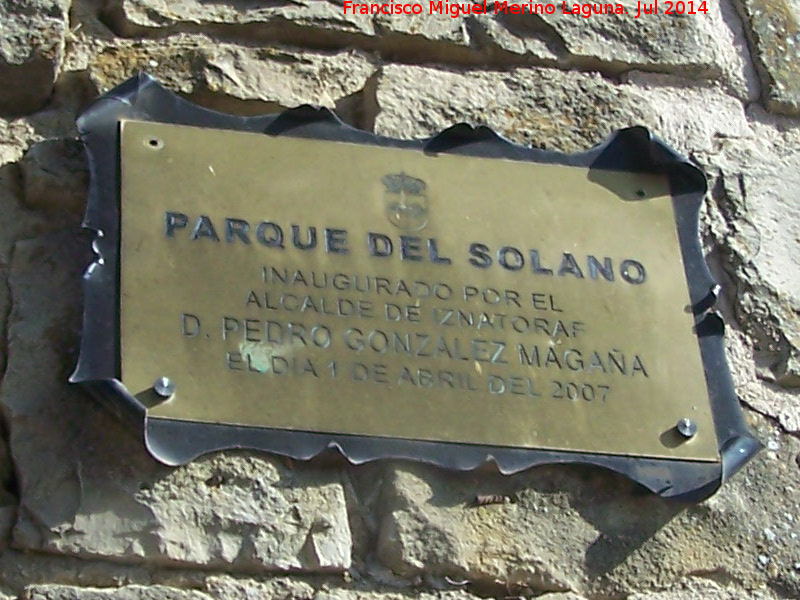 Francisco Miguel Merino Laguna. Jul 2014
PARQUE DEL SOLANO
INAUGURADO POR EL
ALCALDE DE IZNATORAF
D. PEDRO GONZALEZ MAGAÑA
EL DIA 1 DE ABRIL DEL 2007